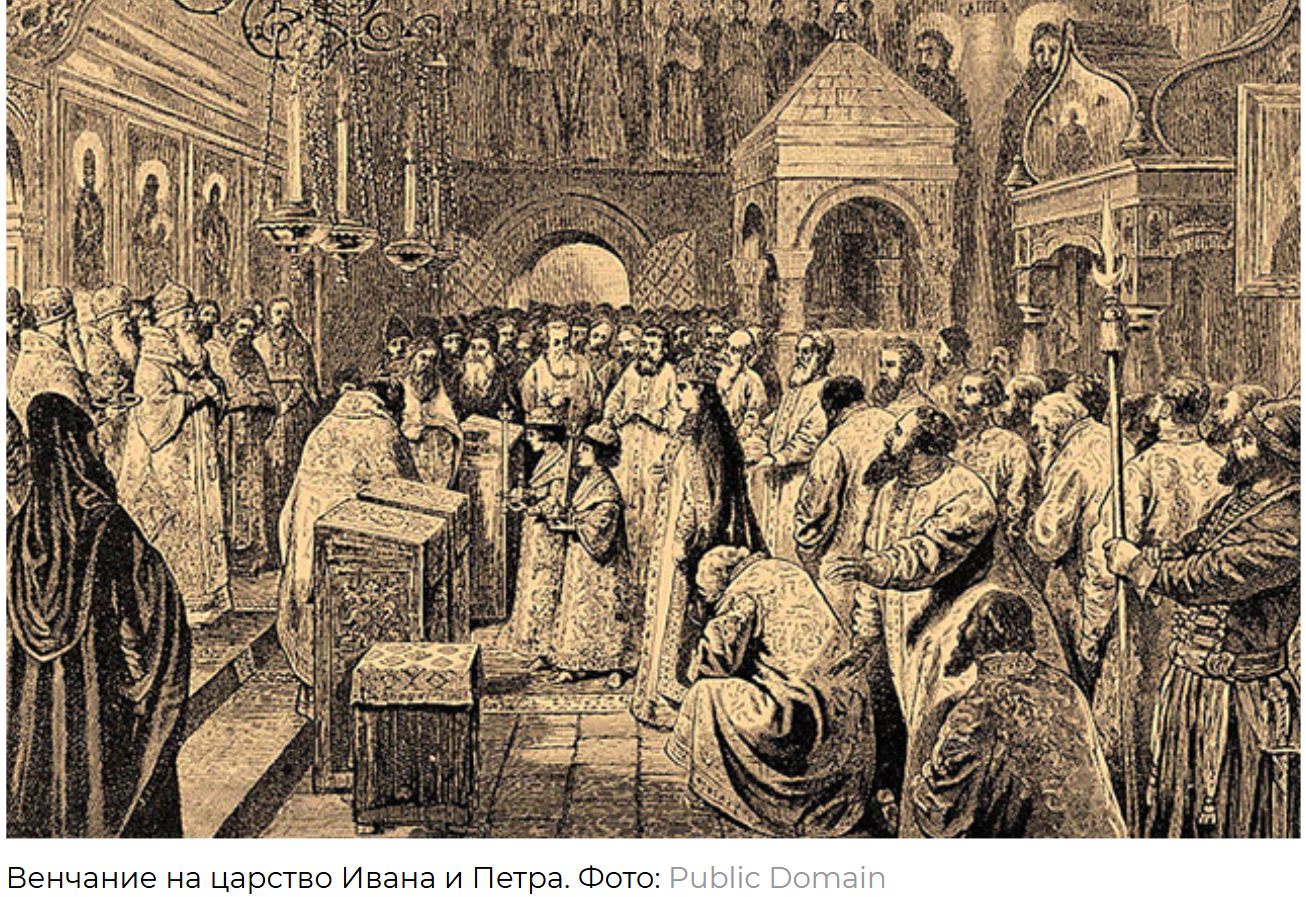 Венчание на царство Ивана и Петра. Фото: Public Domain